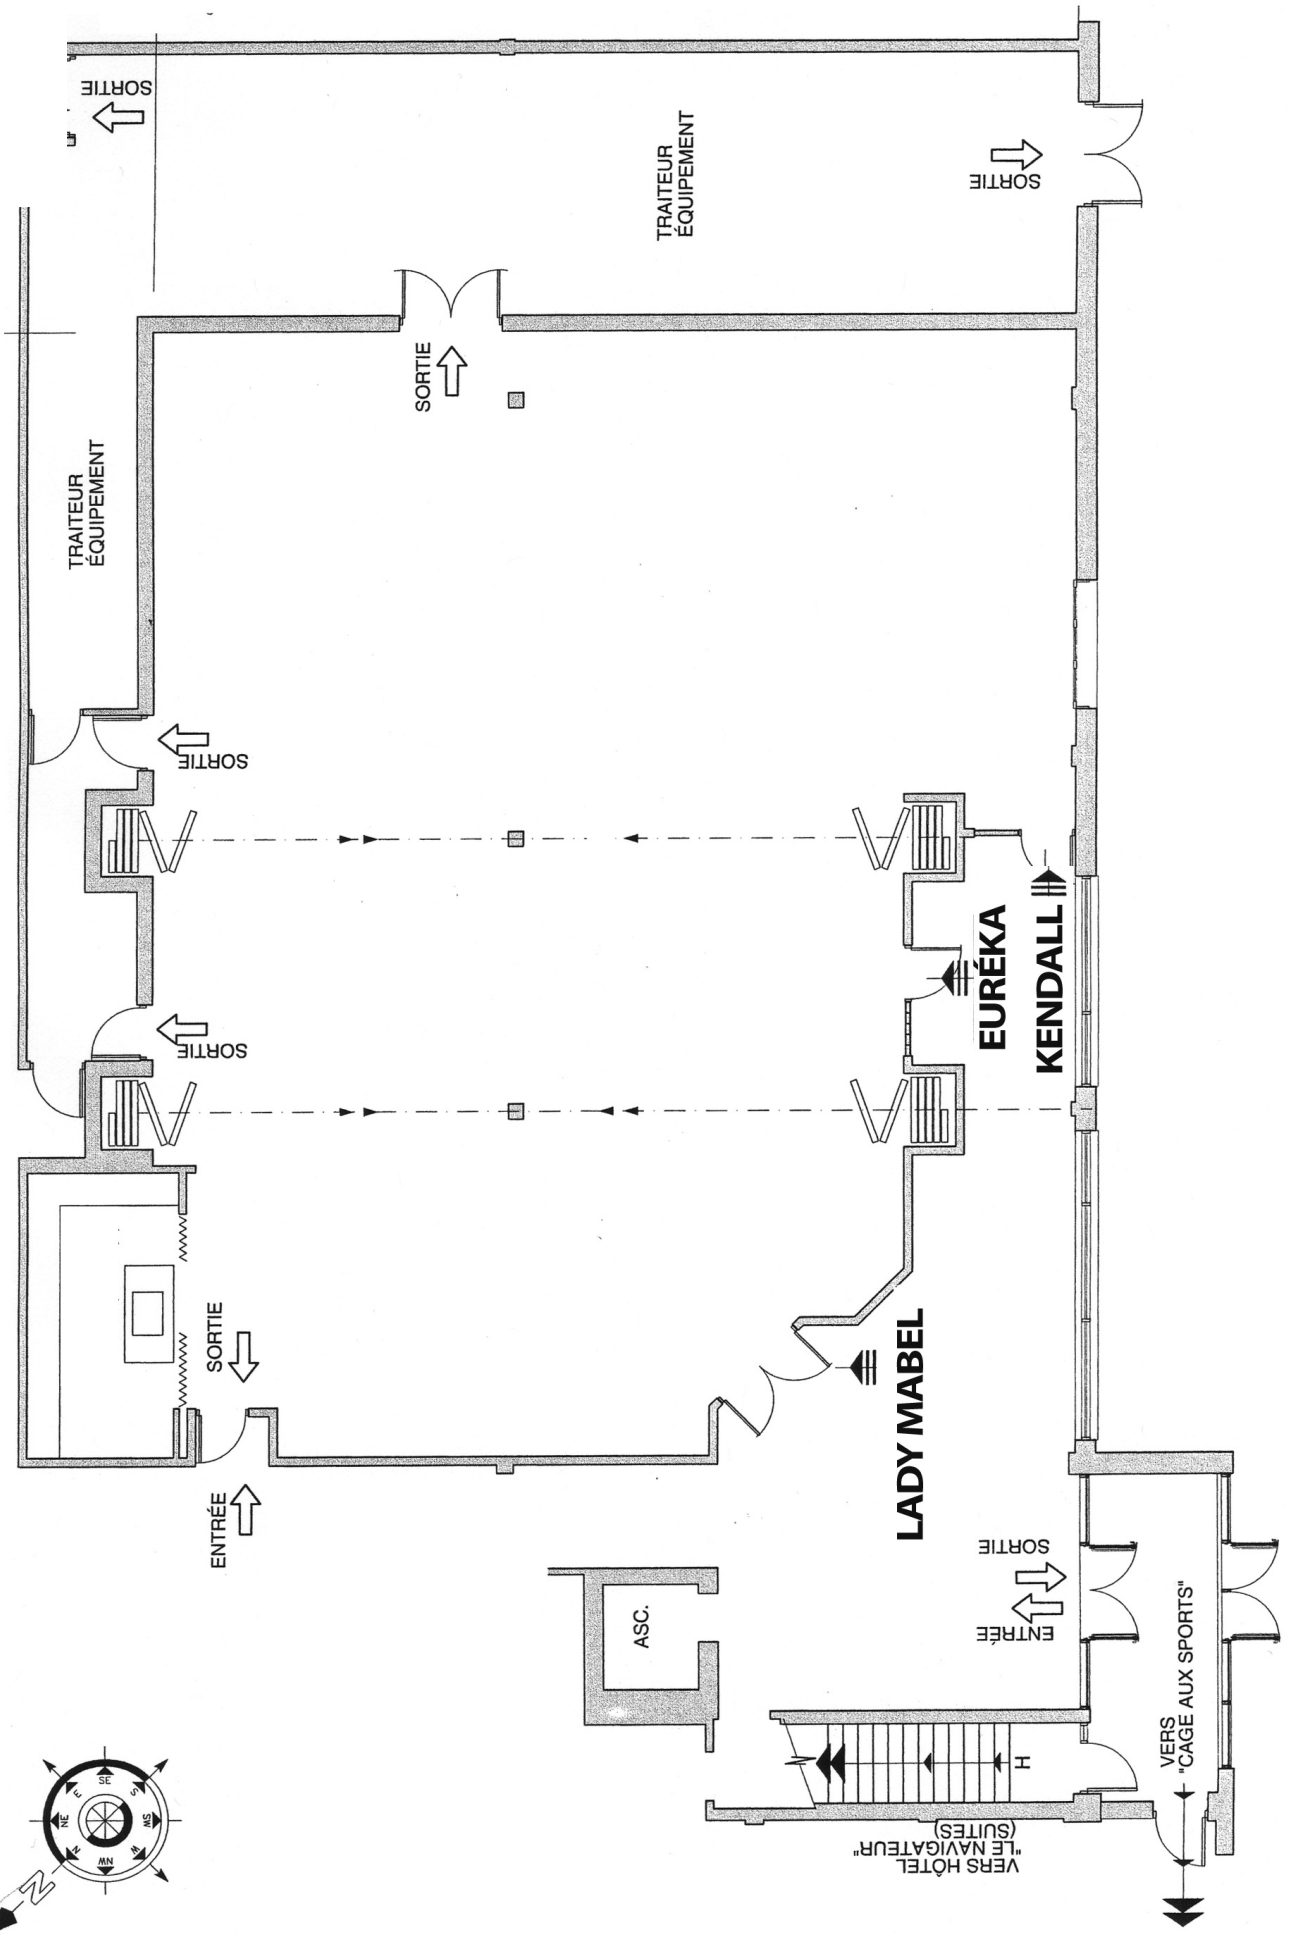 SORTIE
TRAITEUR
ÉQUIPEMENT
SORTIE
SORTIE
TRAITEUR
ÉQUIPEMENT
SORTIE
EURÉKA
KENDALL
SORTIE
SORTIE
LADY MABEL
ENTRÉE
SORTIE
ENTRÉE
ASC.
VERS
"CAGE AUX SPORTS"
H
VERS HÔTEL
"LE NAVIGATEUR"
(SUITES)
SE
E
S
NE
SW
N
W
NW
N